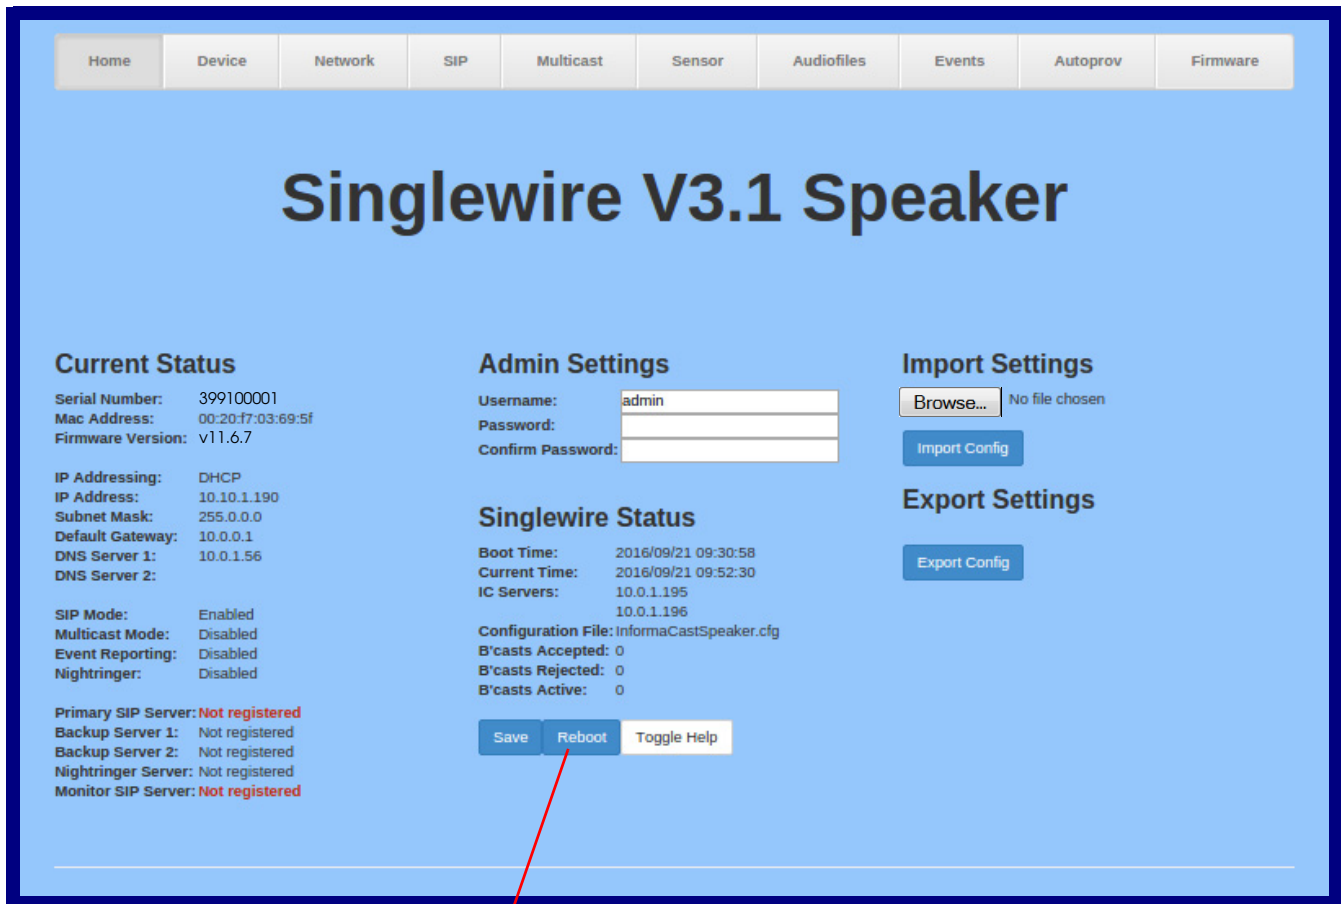 Home Device Network SIP Multicast Sensor Audiofiles Events Autoprov Firmware
Singlewire V3.1 Speaker
Current Status
Serial Number: 399100001
Mac Address: 00:20:f7:03:69:5f
Firmware Version: v11.6.7
IP Addressing: DHCP
IP Address: 10.10.1.190
Subnet Mask: 255.0.0.0
Default Gateway: 10.0.0.1
DNS Server 1: 10.0.1.56
DNS Server 2:
SIP Mode: Enabled
Multicast Mode: Disabled
Event Reporting: Disabled
Nightringer: Disabled
Primary SIP Server: Not registered
Backup Server 1: Not registered
Backup Server 2: Not registered
Nightringer Server: Not registered
Monitor SIP Server: Not registered
Admin Settings
Username: admin
Password:
Confirm Password:
Singlewire Status
Boot Time: 2016/09/21 09:30:58
Current Time: 2016/09/21 09:52:30
IC Servers: 10.0.1.195
10.0.1.196
Configuration File: InformaCastSpeaker.cfg
B'casts Accepted: 0
B'casts Rejected: 0
B'casts Active: 0
Save Reboot Toggle Help
Import Settings
Browse... No file chosen
Import Config
Export Settings
Export Config